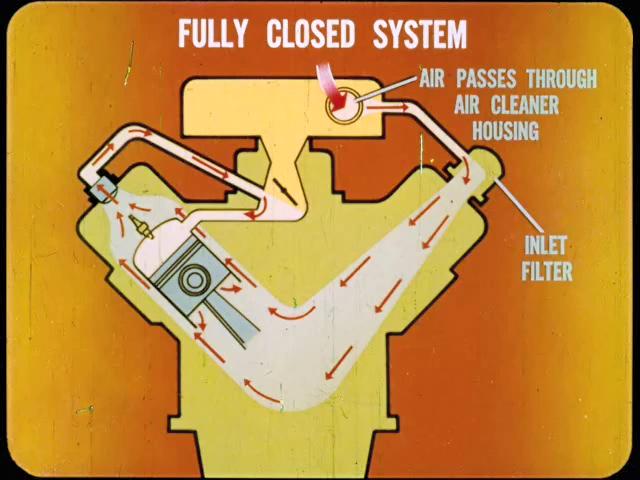 FULLY CLOSED SYSTEM
AIR PASSES THROUGH
AIR CLEANER
HOUSING
INLET
FILTER